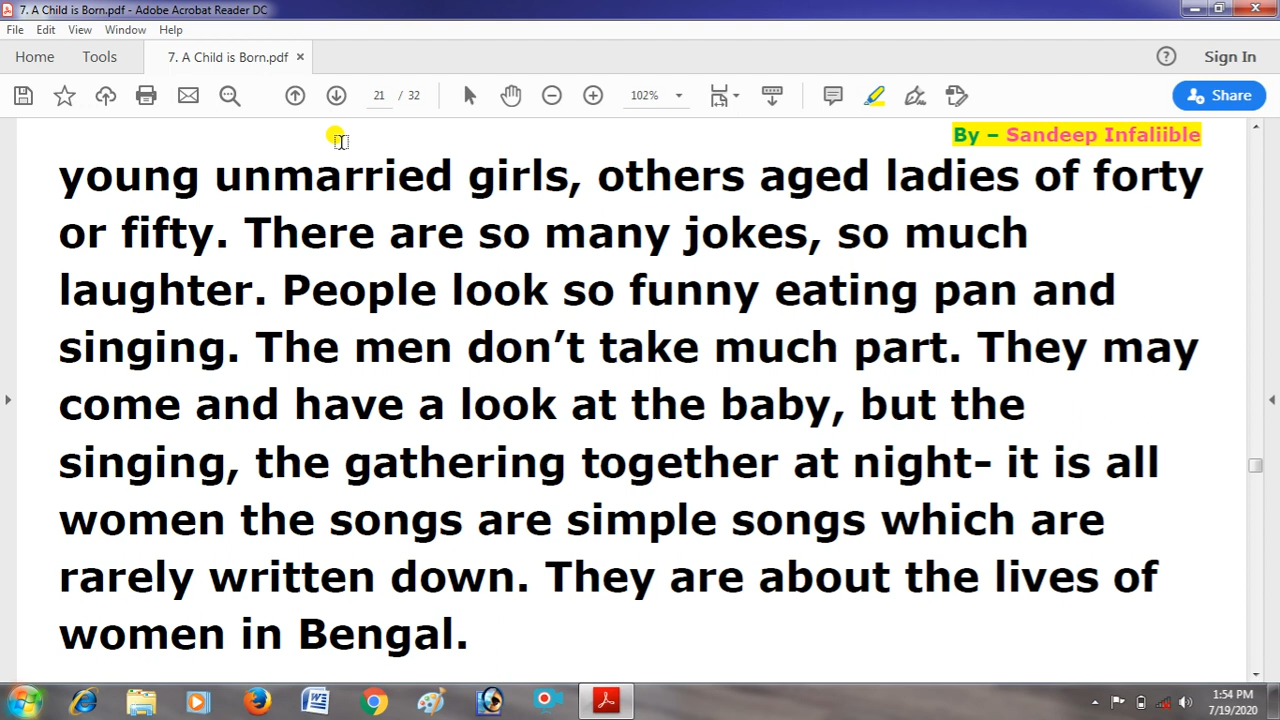 7. A Child is Born.pdf - Adobe Acrobat Reader DC
File Edit View Window Help
Home Tools 7. A Child is Born.pdf × Sign In
21 / 32 102% Share
By – Sandeep Infaliible
young unmarried girls, others aged ladies of forty
or fifty. There are so many jokes, so much
laughter. People look so funny eating pan and
singing. The men don’t take much part. They may
come and have a look at the baby, but the
singing, the gathering together at night- it is all
women the songs are simple songs which are
rarely written down. They are about the lives of
women in Bengal.
1:54 PM
7/19/2020